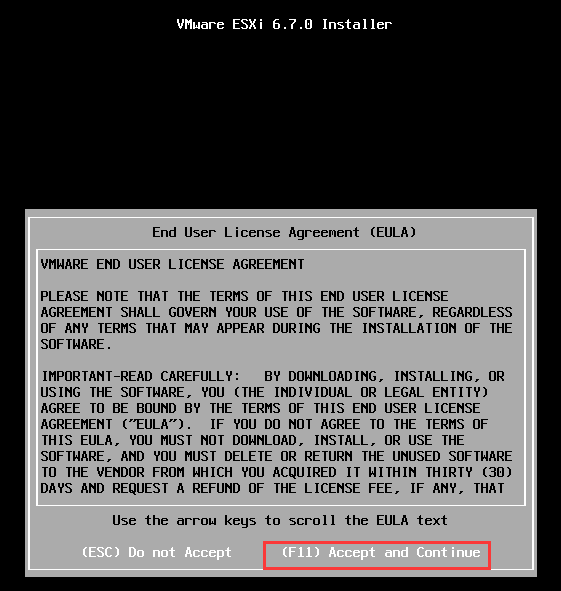 VMware ESXi 6.7.0 Installer
End User License Agreement (EULA)
VMWARE END USER LICENSE AGREEMENT
PLEASE NOTE THAT THE TERMS OF THIS END USER LICENSE
AGREEMENT SHALL GOVERN YOUR USE OF THE SOFTWARE, REGARDLESS
OF ANY TERMS THAT MAY APPEAR DURING THE INSTALLATION OF THE
SOFTWARE.
IMPORTANT-READ CAREFULLY:   BY DOWNLOADING, INSTALLING, OR
USING THE SOFTWARE, YOU (THE INDIVIDUAL OR LEGAL ENTITY)
AGREE TO BE BOUND BY THE TERMS OF THIS END USER LICENSE
AGREEMENT ("EULA").  IF YOU DO NOT AGREE TO THE TERMS OF
THIS EULA, YOU MUST NOT DOWNLOAD, INSTALL, OR USE THE
SOFTWARE, AND YOU MUST DELETE OR RETURN THE UNUSED SOFTWARE
TO THE VENDOR FROM WHICH YOU ACQUIRED IT WITHIN THIRTY (30)
DAYS AND REQUEST A REFUND OF THE LICENSE FEE, IF ANY, THAT
Use the arrow keys to scroll the EULA text
(ESC) Do not Accept     (F11) Accept and Continue